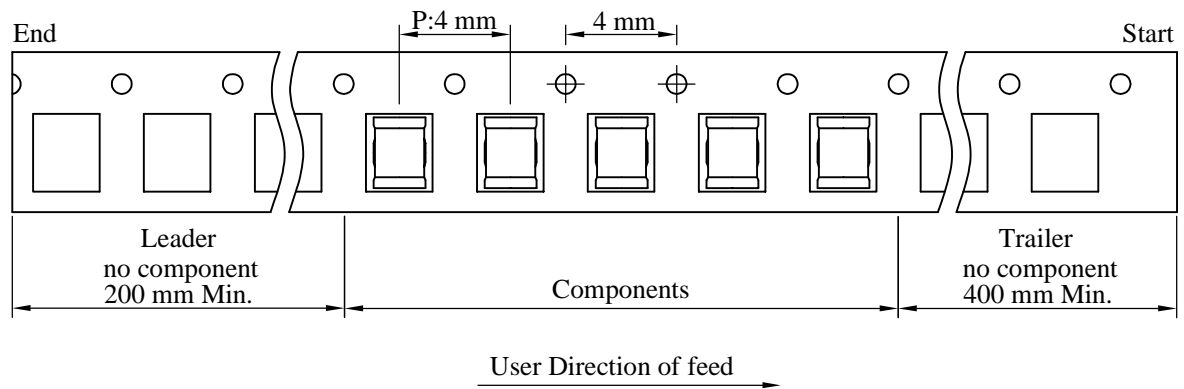 P:4 mm
4 mm
End
Start
Leader
no component
200 mm Min.
Components
Trailer
no component
400 mm Min.
User Direction of feed